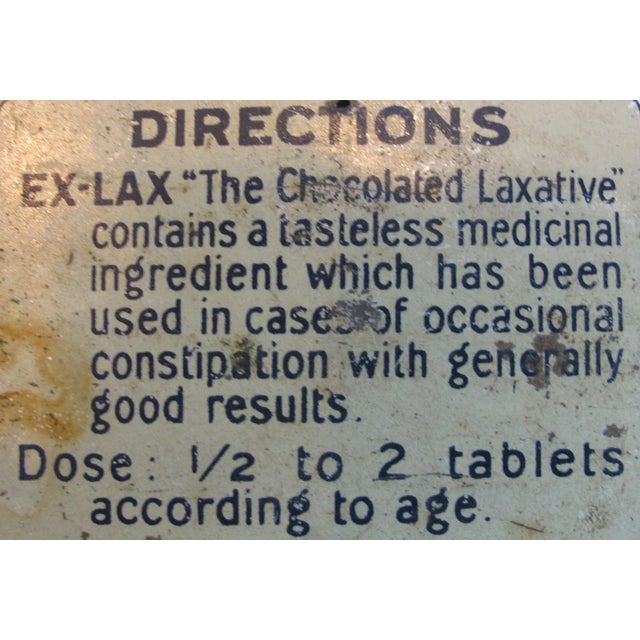 DIRECTIONS
EX-LAX "The Chocolated Laxative"
contains a tasteless medicinal
ingredient which has been
used in cases of occasional
constipation with generally
good results.
Dose: 1/2 to 2 tablets
according to age.